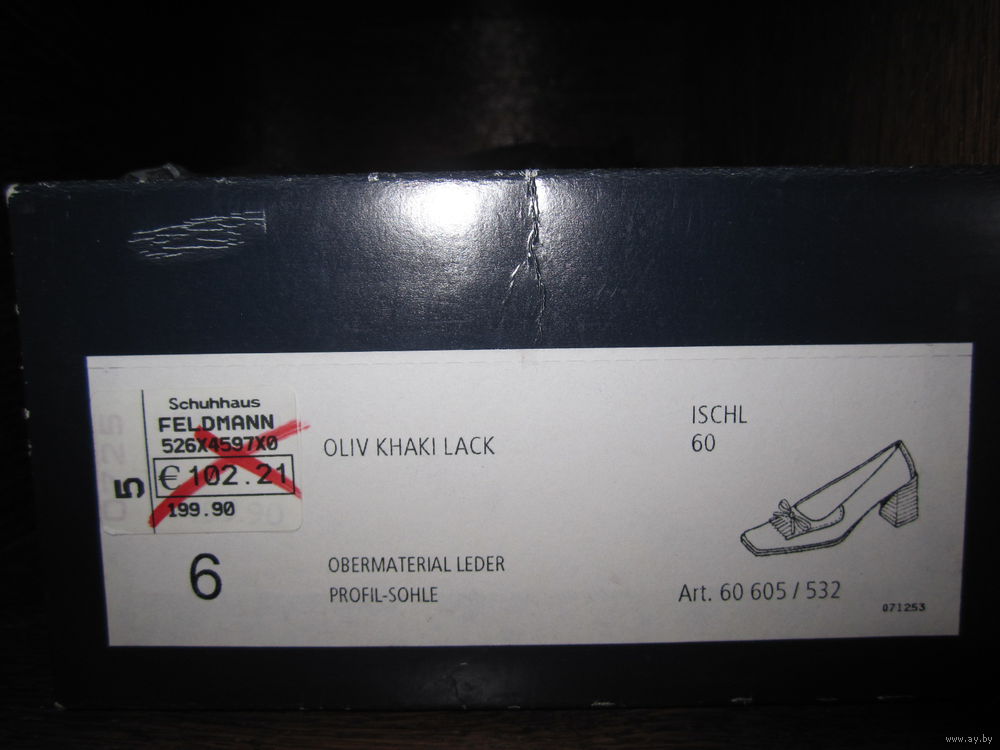 Schuhhaus
FELDMANN
526X4597X0
€ 102.21
199.90
5
6
OLIV KHAKI LACK
OBERMATERIAL LEDER
PROFIL-SOHLE
ISCHL
60
Art. 60 605 / 532
071253
www.ay.by